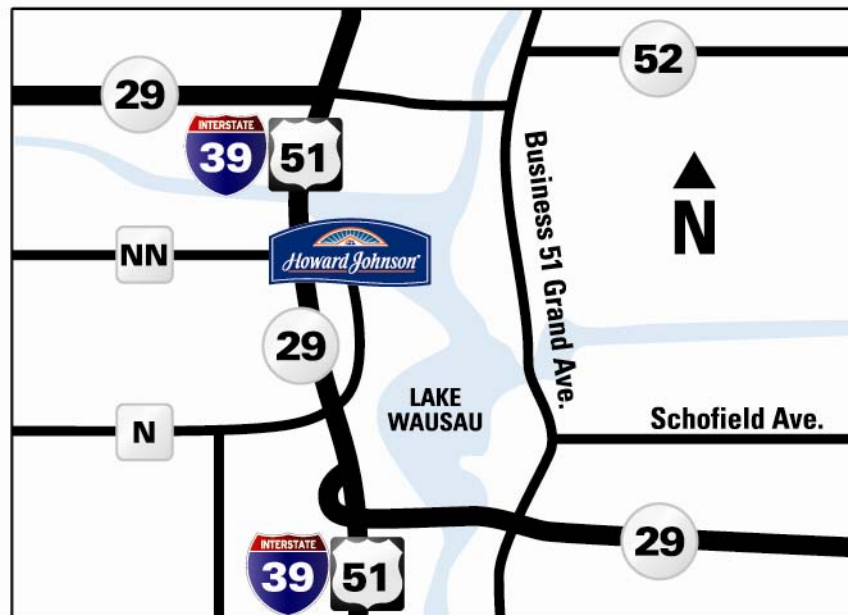 52
29
INTERSTATE
39
51
Business 51 Grand Ave.
N
NN
Howard Johnson®
29
LAKE
WAUSAU
Schofield Ave.
N
29
INTERSTATE
39
51